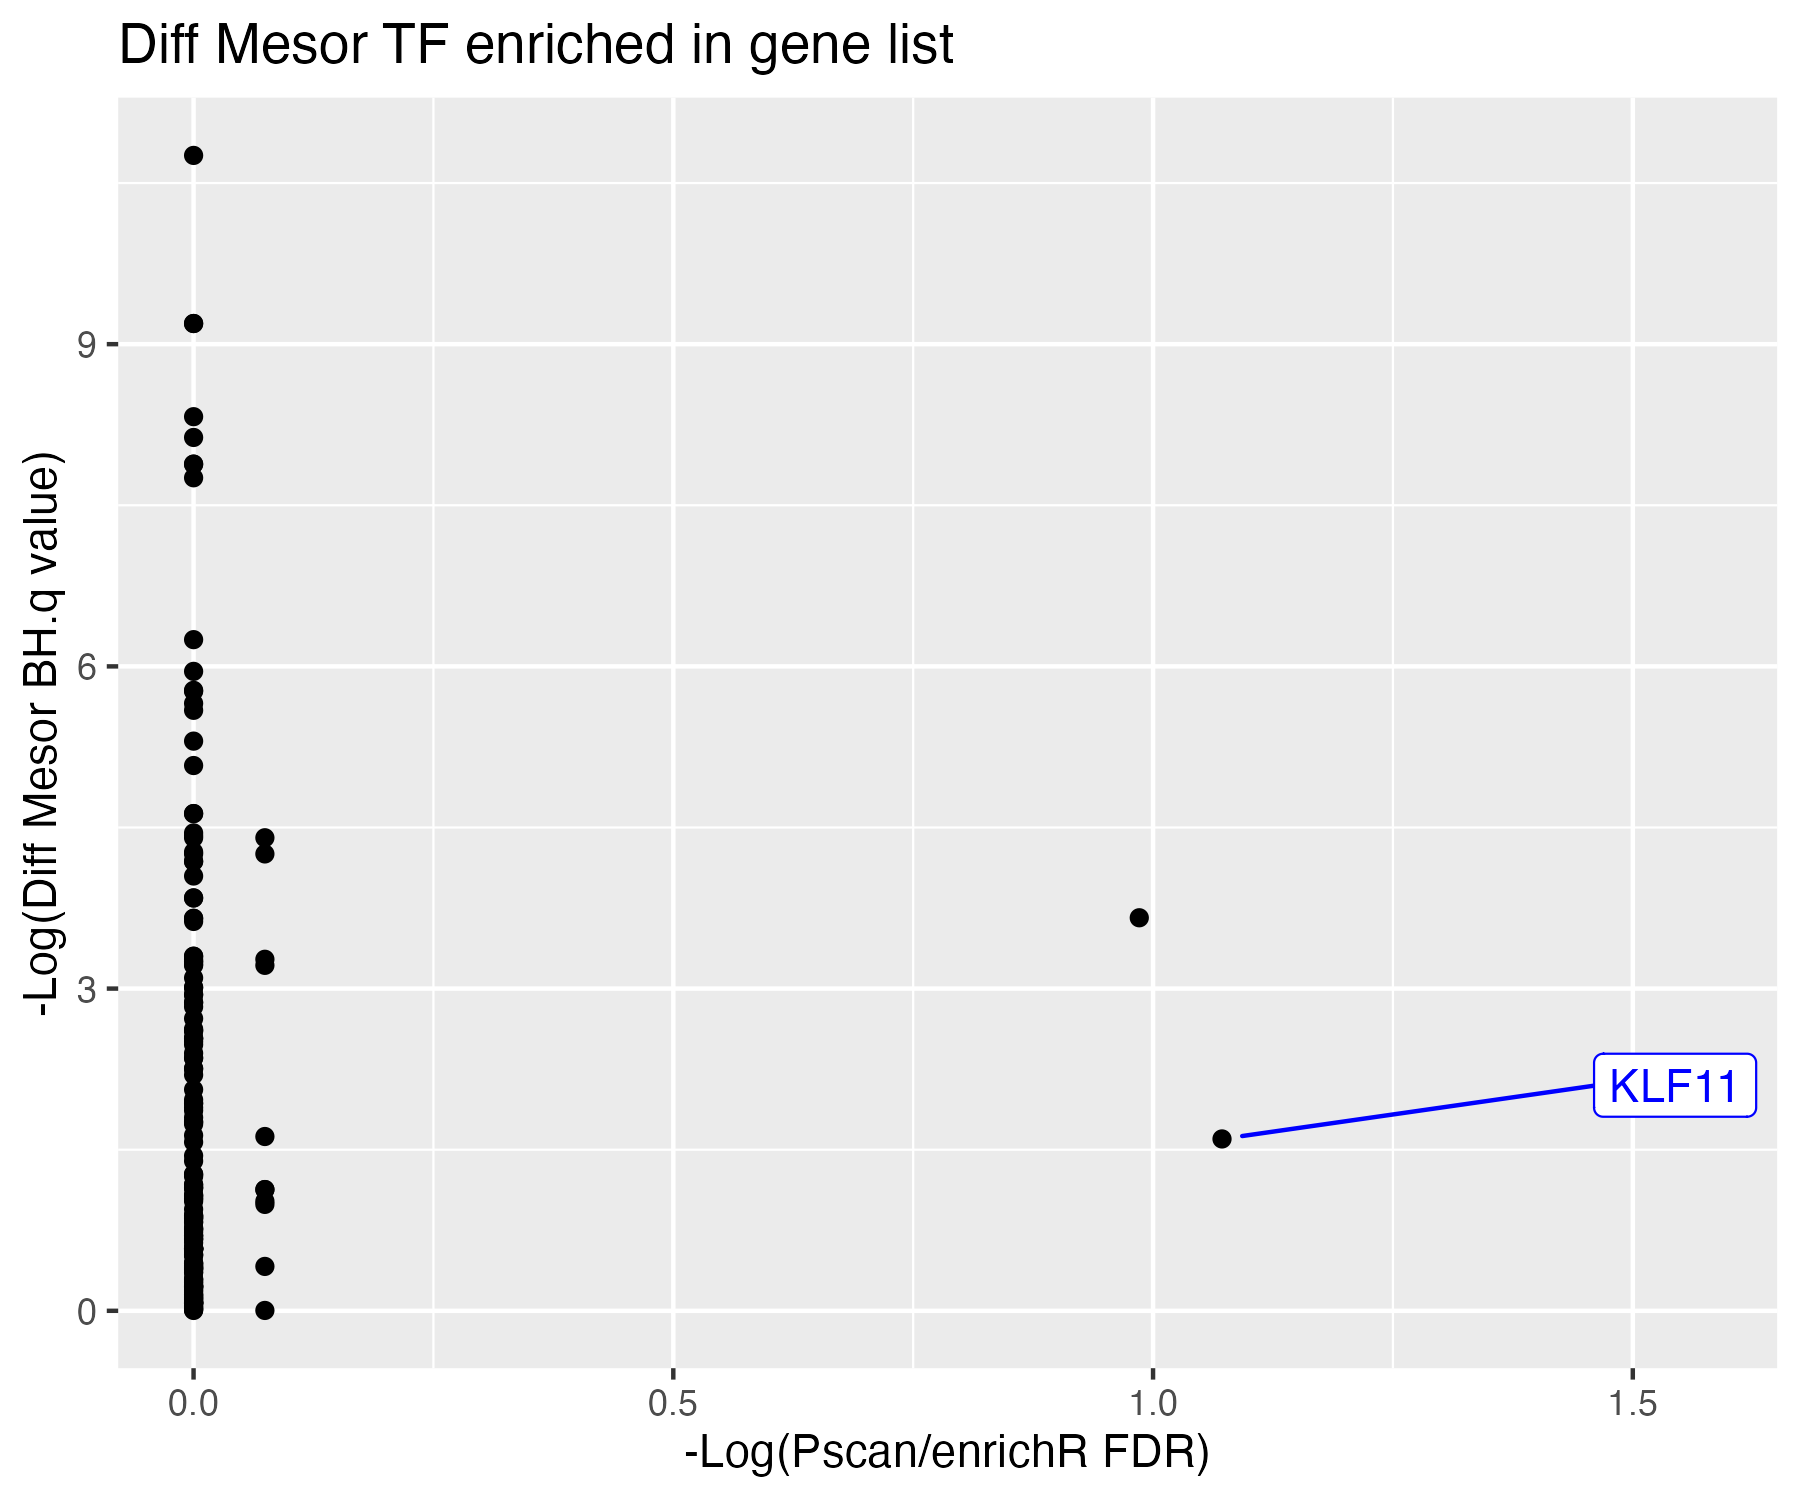 Diff Mesor TF enriched in gene list
-Log(Diff Mesor BH.q value)
9
6
3
0
KLF11
0.0 0.5 1.0 1.5
-Log(Pscan/enrichR FDR)